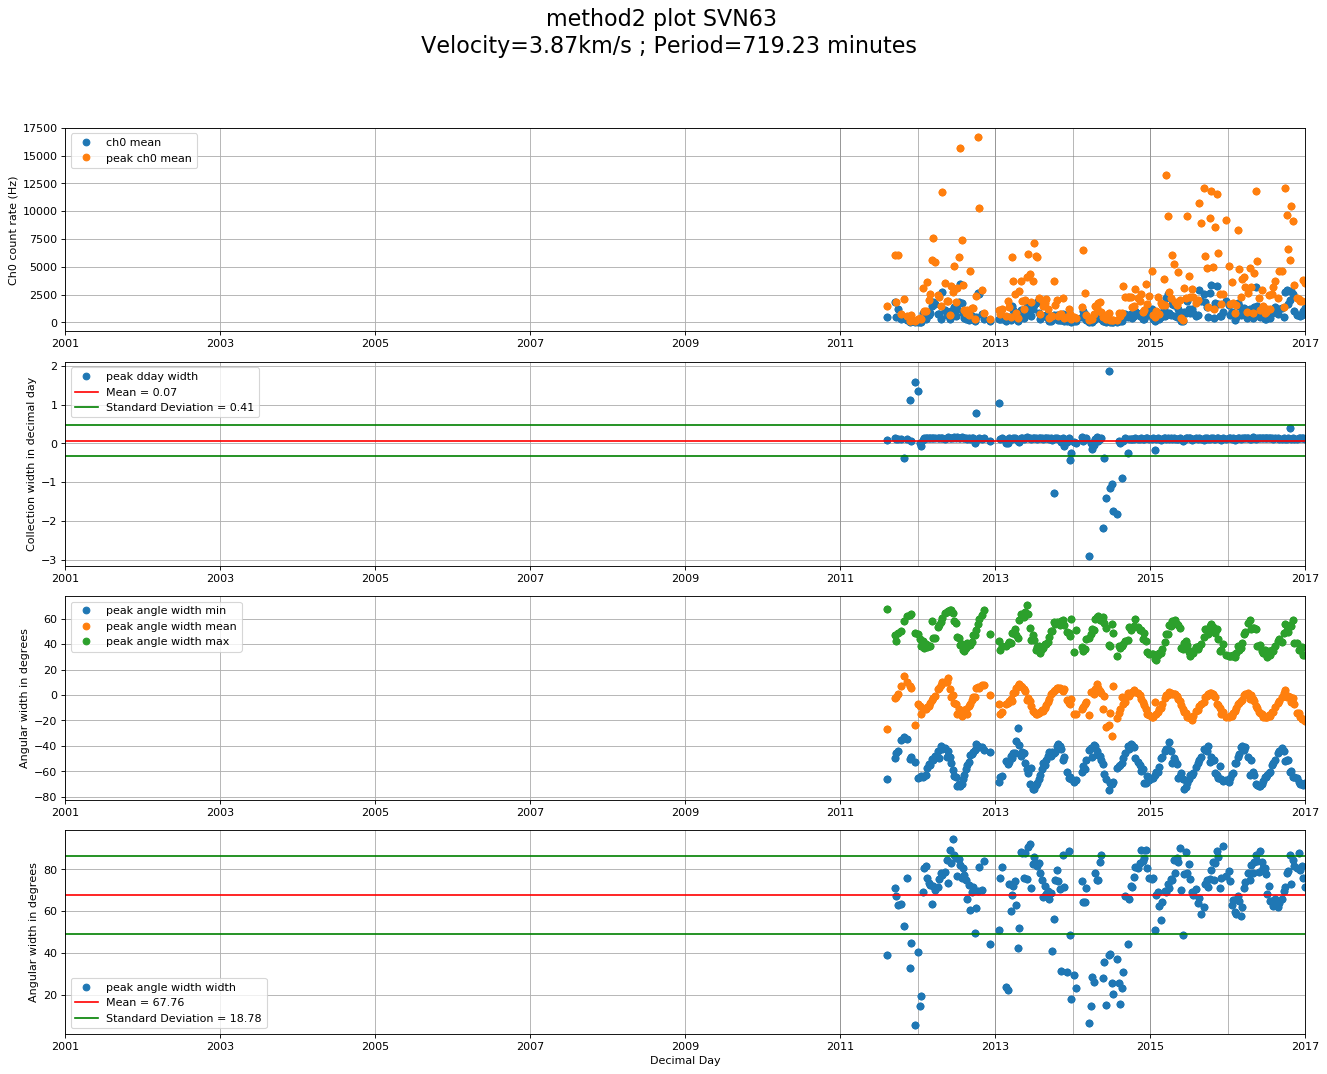 method2 plot SVN63
Velocity=3.87km/s ; Period=719.23 minutes
Ch0 count rate (Hz)
17500
15000
12500
10000
7500
5000
2500
0
ch0 mean
peak ch0 mean
2001 2003 2005 2007 2009 2011 2013 2015 2017
Collection width in decimal day
2
1
0
−1
−2
−3
peak dday width
Mean = 0.07
Standard Deviation = 0.41
2001 2003 2005 2007 2009 2011 2013 2015 2017
Angular width in degrees
60
40
20
0
−20
−40
−60
−80
peak angle width min
peak angle width mean
peak angle width max
2001 2003 2005 2007 2009 2011 2013 2015 2017
Angular width in degrees
80
60
40
20
peak angle width width
Mean = 67.76
Standard Deviation = 18.78
2001 2003 2005 2007 2009 2011 2013 2015 2017
Decimal Day